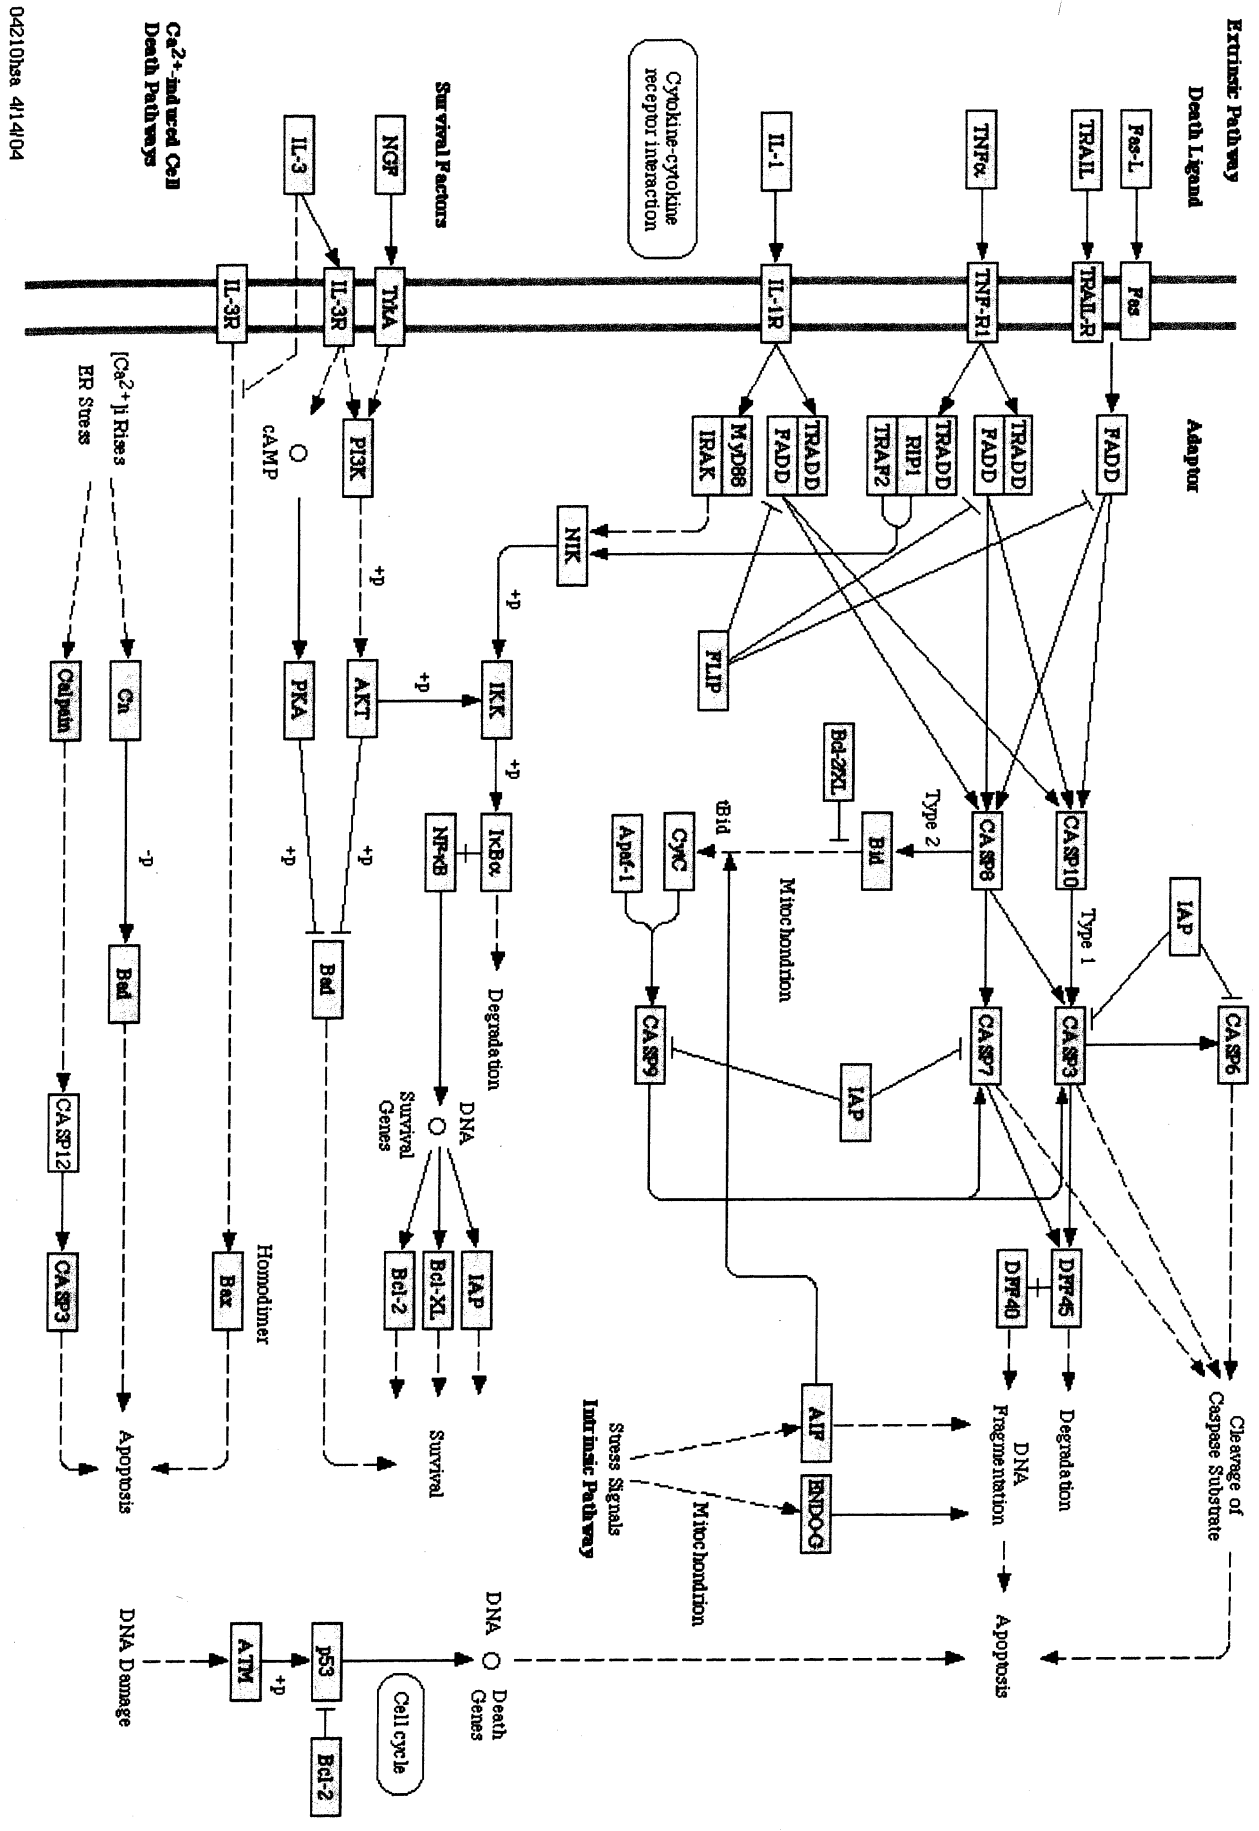 Extrinsic Pathway
Death Ligand
Adaptor
Fas-L
Fas
TRAIL
TRAIL-R
FADD
CASP10
Type 1
IAP
CASP6
CASP3
Cleavage of
Caspase Substrate
TNFα
TNF-R1
TRADD
FADD
TRADD
RIP1
TRAF2
CASP8
Type 2
CASP7
DFF45
DFF40
Degradation
DNA
Fragmentation
Apoptosis
Bid
Bcl-2/XL
IAP
AIF
ENDO-G
IL-1
IL-1R
TRADD
FADD
MyD88
IRAK
FLIP
tBid
Mitochondrion
CytC
Apaf-1
CASP9
Mitochondrion
Stress Signals
Intrinsic Pathway
Cytokine-cytokine
receptor interaction
NIK
+p
IKK
+p
IκBα
NF-κB
Degradation
DNA
Survival
Genes
IAP
Bcl-XL
Bcl-2
Survival
DNA
Death
Genes
Cell cycle
Survival Factors
NGF
TrkA
IL-3
IL-3R
PI3K
+p
AKT
+p
cAMP
PKA
+p
+p
Bad
p53
Bcl-2
+p
ATM
DNA Damage
IL-3R
Bax
Homodimer
Ca2+-induced Cell
Death Pathways
[Ca2+]i Rises
ER Stress
Cn
-p
Bad
Apoptosis
Calpain
CASP12
CASP3
04210hsa 4/14/04